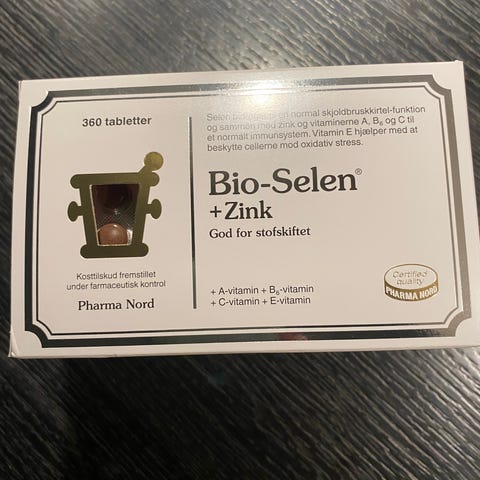 360 tabletter
Kosttilskud fremstillet
under farmaceutisk kontrol
Pharma Nord
Selen bidrager til en normal skjoldbruskkirtel-funktion
og sammen med zink og vitaminerne A, B₆ og C til
et normalt immunsystem. Vitamin E hjælper med at
beskytte cellerne mod oxidativ stress.
Bio-Selen®
+Zink
God for stofskiftet
+ A-vitamin + B₆-vitamin
+ C-vitamin + E-vitamin
Certified
quality
PHARMA NORD